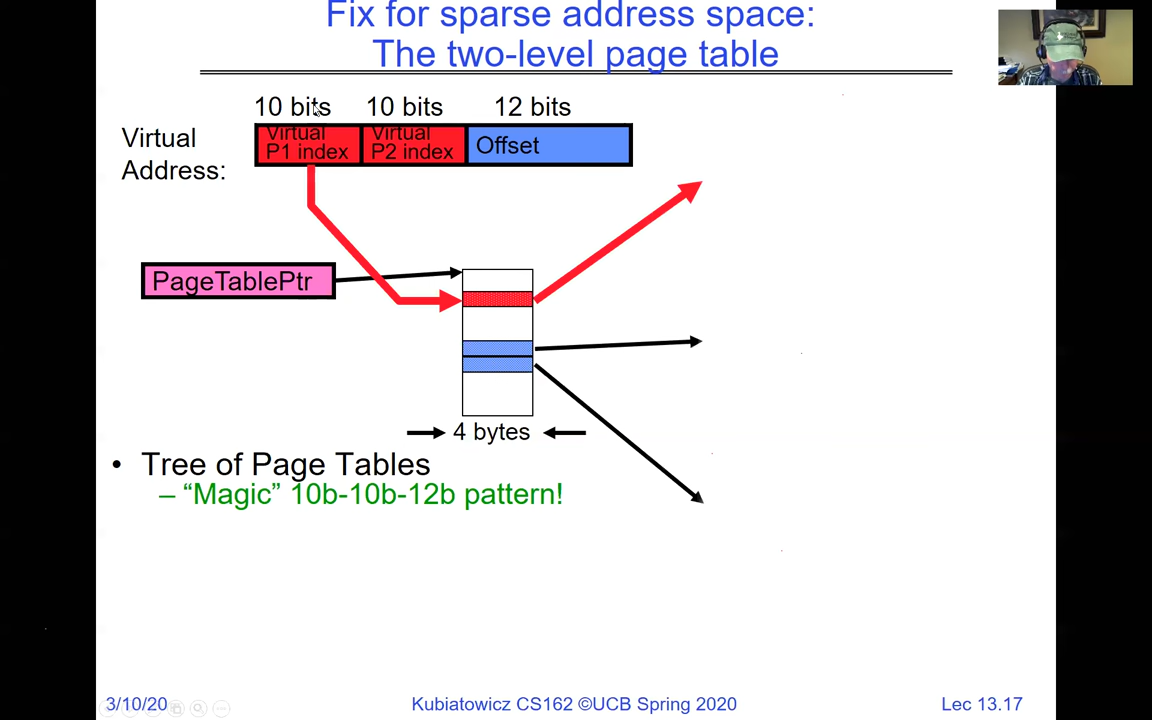 Fix for sparse address space:
The two-level page table
10 bits 10 bits 12 bits
Virtual Address:
Virtual P1 index
Virtual P2 index
Offset
PageTablePtr
4 bytes
• Tree of Page Tables
– “Magic” 10b-10b-12b pattern!
3/10/20 Kubiatowicz CS162 ©UCB Spring 2020 Lec 13.17